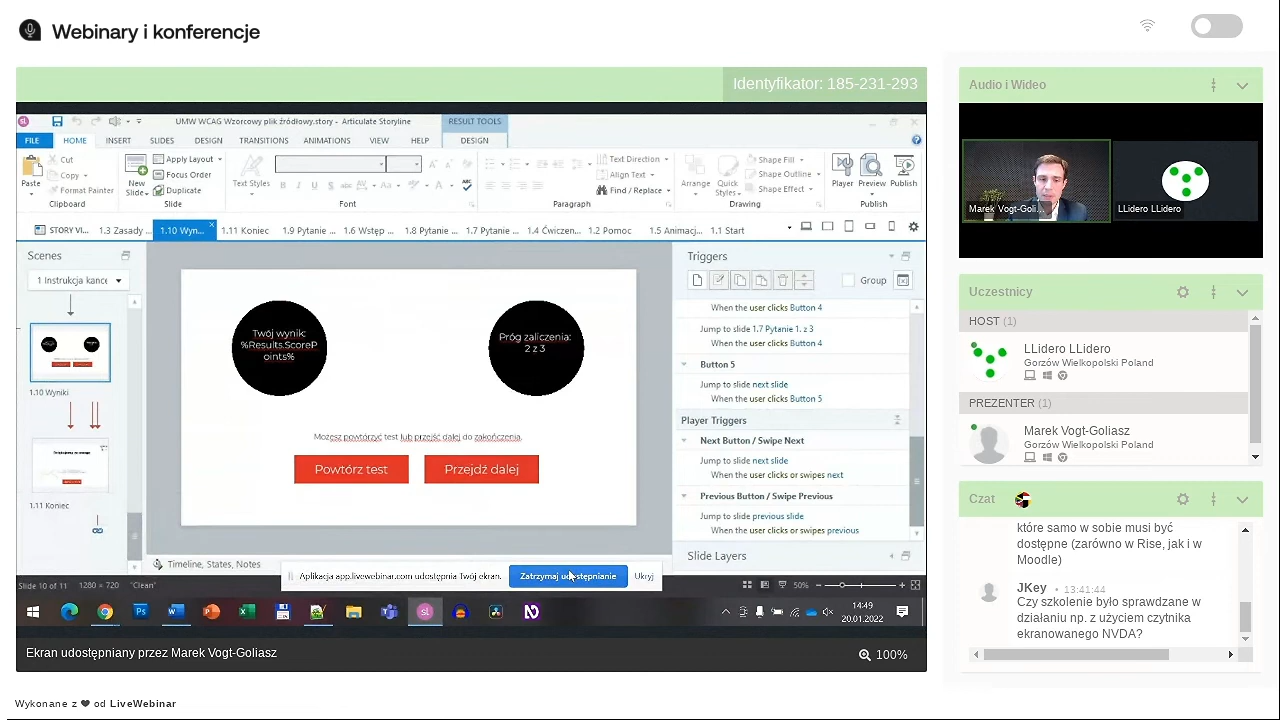 Webinary i konferencje
Identyfikator: 185-231-293
UMW WCAG Wzorcowy plik źródłowy.story - Articulate Storyline
RESULT TOOLS
FILE HOME INSERT SLIDES DESIGN TRANSITIONS ANIMATIONS VIEW HELP DESIGN
Paste
Cut
Copy
Format Painter
Clipboard
New Slide
Apply Layout
Focus Order
Duplicate
Slide
Text Styles
B I U S abc AV Aa
ABC
Font
Text Direction
Align Text
Find / Replace
Paragraph
Arrange
Quick Styles
Shape Fill
Shape Outline
Shape Effect
Drawing
Player Preview Publish
Publish
STORY VI... 1.3 Zasady ... 1.10 Wyn... 1.11 Koniec 1.6 Wstęp ... 1.8 Pytanie ... 1.7 Pytanie ... 1.4 Ćwiczen... 1.2 Pomoc 1.5 Animacj... 1.1 Start
Scenes
1 Instrukcja kance
1.10 Wyniki
1.11 Koniec
Twój wynik:
%Results.ScoreP
oints%
Próg zaliczenia:
2 z 3
Możesz powtórzyć test lub przejść dalej do zakończenia.
Powtórz test
Przejdź dalej
Timeline, States, Notes
Triggers
Group
When the user clicks Button 4
Jump to slide 1.7 Pytanie 1. z 3
When the user clicks Button 4
Button 5
Jump to slide next slide
When the user clicks Button 5
Player Triggers
Next Button / Swipe Next
Jump to slide next slide
When the user clicks or swipes next
Previous Button / Swipe Previous
Jump to slide previous slide
When the user clicks or swipes previous
Slide Layers
Aplikacja app.livewebinar.com udostępnia Twój ekran.
Zatrzymaj udostępnianie
Ukryj
Slide 10 of 11 1280 × 720 "Clean"
50%
14:49
20.01.2022
Ekran udostępniany przez Marek Vogt-Goliasz
100%
Wykonane z od LiveWebinar
Audio i Wideo
Marek Vogt-Goli...
LLidero LLidero
Uczestnicy
HOST (1)
LLidero LLidero
Gorzów Wielkopolski Poland
PREZENTER (1)
Marek Vogt-Goliasz
Gorzów Wielkopolski Poland
Czat
które samo w sobie musi być
dostępne (zarówno w Rise, jak i w
Moodle)
JKey • 13:41:44
Czy szkolenie było sprawdzane w
działaniu np. z użyciem czytnika
ekranowanego NVDA?